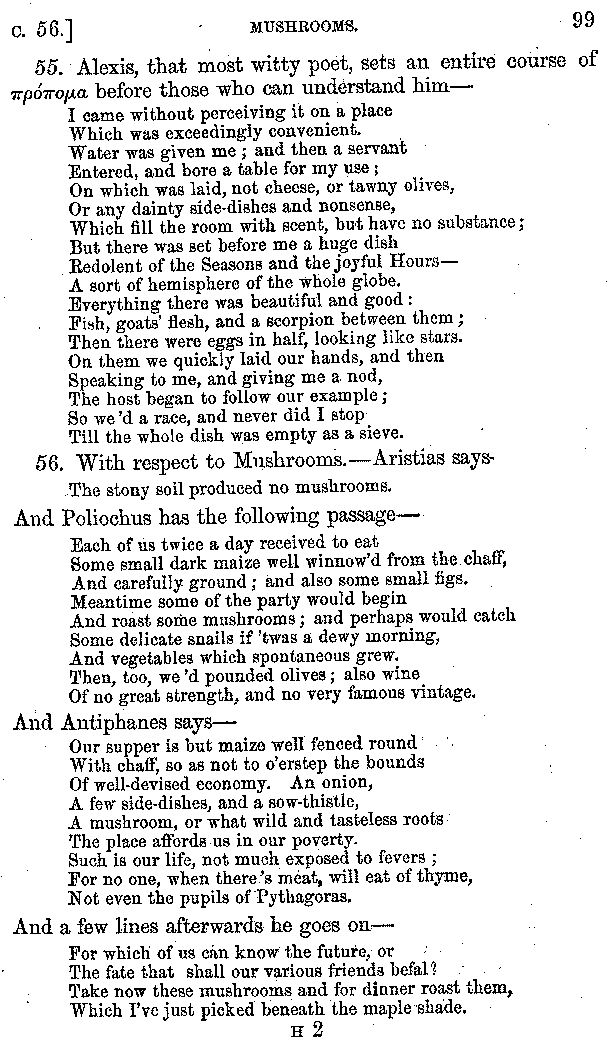 c. 56.] MUSHROOMS. 99
55. Alexis, that most witty poet, sets an entire course of
πρόπομα before those who can understand him—
I came without perceiving it on a place
Which was exceedingly convenient.
Water was given me; and then a servant
Entered, and bore a table for my use;
On which was laid, not cheese, or tawny olives,
Or any dainty side-dishes and nonsense,
Which fill the room with scent, but have no substance;
But there was set before me a huge dish
Redolent of the Seasons and the joyful Hours—
A sort of hemisphere of the whole globe.
Everything there was beautiful and good:
Fish, goats' flesh, and a scorpion between them;
Then there were eggs in half, looking like stars.
On them we quickly laid our hands, and then
Speaking to me, and giving me a nod,
The host began to follow our example;
So we'd a race, and never did I stop
Till the whole dish was empty as a sieve.
56. With respect to Mushrooms.—Aristias says-
The stony soil produced no mushrooms.
And Poliochus has the following passage—
Each of us twice a day received to eat
Some small dark maize well winnow'd from the chaff,
And carefully ground; and also some small figs.
Meantime some of the party would begin
And roast some mushrooms; and perhaps would catch
Some delicate snails if 'twas a dewy morning,
And vegetables which spontaneous grew.
Then, too, we'd pounded olives; also wine
Of no great strength, and no very famous vintage.
And Antiphanes says—
Our supper is but maize well fenced round
With chaff, so as not to o'erstep the bounds
Of well-devised economy. An onion,
A few side-dishes, and a sow-thistle,
A mushroom, or what wild and tasteless roots
The place affords us in our poverty.
Such is our life, not much exposed to fevers;
For no one, when there's meat, will eat of thyme,
Not even the pupils of Pythagoras.
And a few lines afterwards he goes on—
For which of us can know the future, or
The fate that shall our various friends befal?
Take now these mushrooms and for dinner roast them,
Which I've just picked beneath the maple shade.
H 2